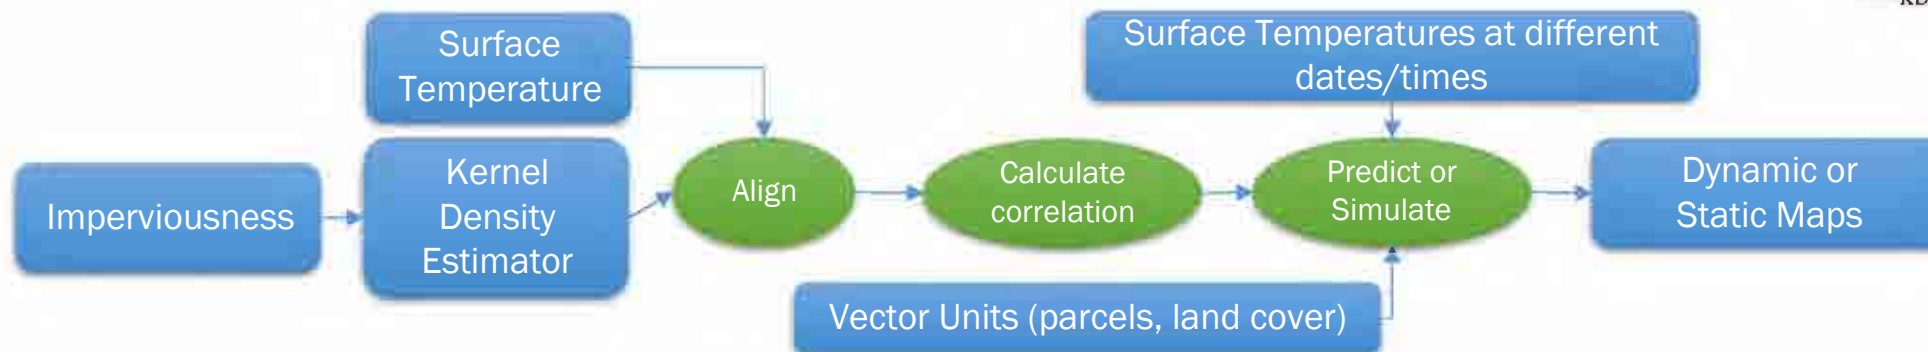 Surface
Temperature
Surface Temperatures at different
dates/times
Imperviousness
Kernel
Density
Estimator
Align
Calculate
correlation
Predict or
Simulate
Dynamic or
Static Maps
Vector Units (parcels, land cover)